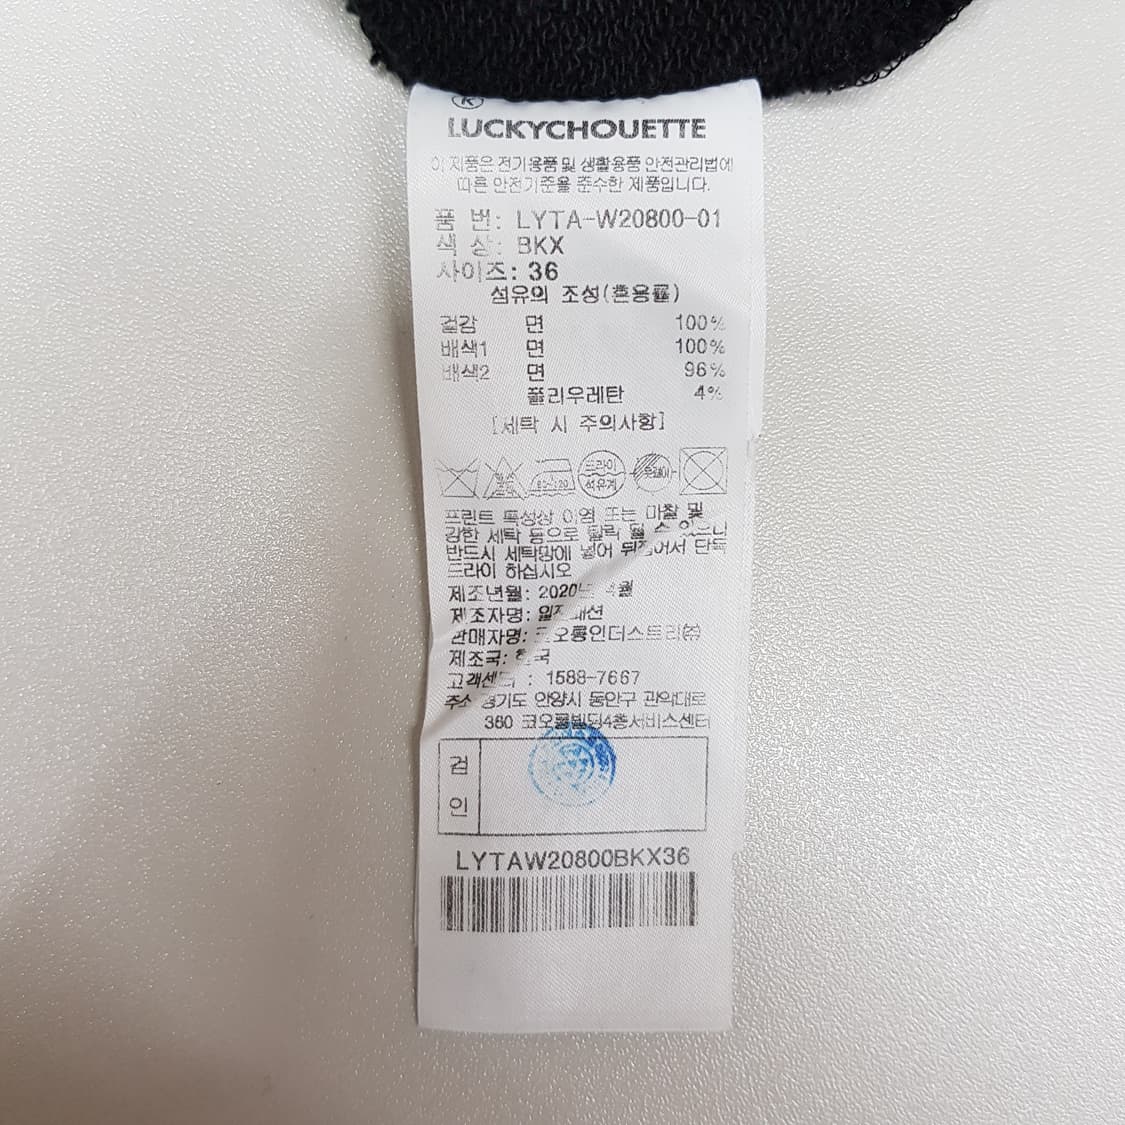 K
LUCKYCHOUETTE
이 제품은 전기용품 및 생활용품 안전관리법에
따른 안전기준을 준수한 제품입니다.
품 번: LYTA-W20800-01
색 상: BKX
사이즈: 36
섬유의 조성(혼용률)
겉감 면 100%
배색1 면 100%
배색2 면 96%
폴리우레탄 4%
[세탁 시 주의사항]
80~120 드라이 석유계 약하게
프린트 특성상 이염 또는 마찰 및
강한 세탁 등으로 탈락 될 수 있으니
반드시 세탁망에 넣어 뒤집어서 단독
드라이 하십시오
제조년월: 2020년 4월
제조자명:
판매자명: 코오롱인더스트리㈜
제조국: 한국
고객센터 : 1588-7667
주소 경기도 안양시 동안구 관악대로
360 코오롱빌딩4층서비스센터
검
인
LYTAW20800BKX36